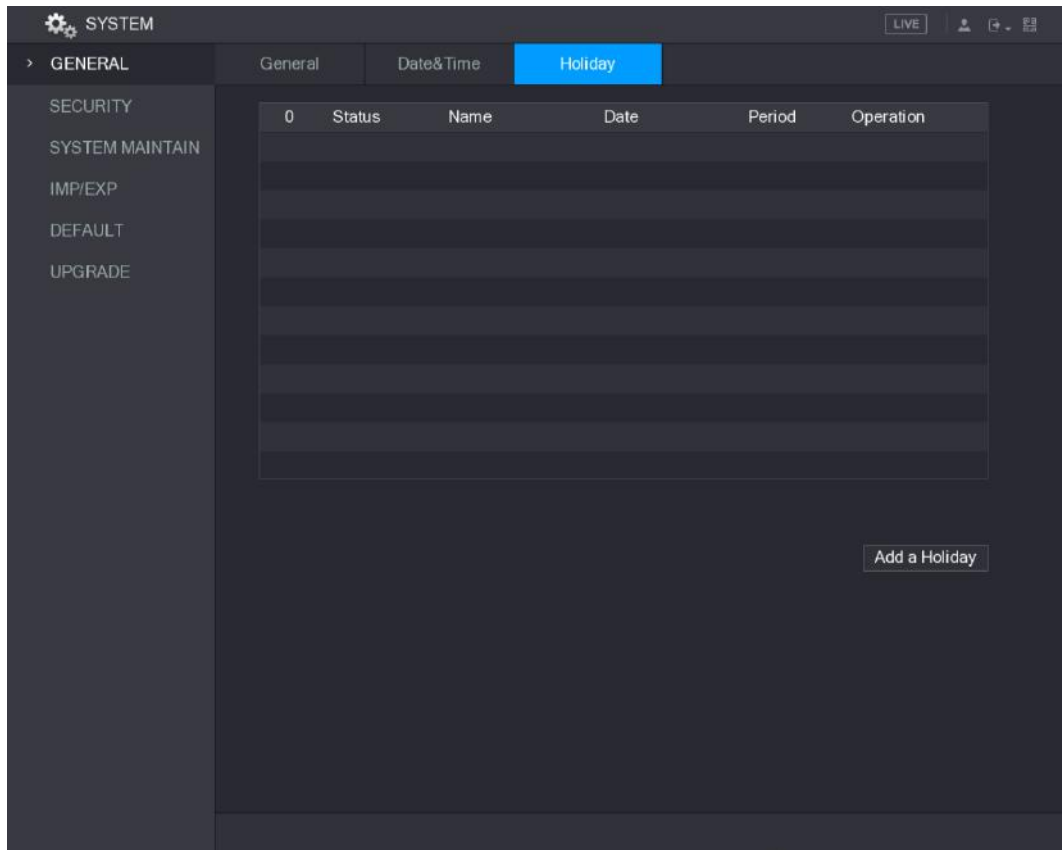 SYSTEM LIVE
GENERAL General Date&Time Holiday
SECURITY
0 Status Name Date Period Operation
SYSTEM MAINTAIN
IMP/EXP
DEFAULT
UPGRADE
Add a Holiday